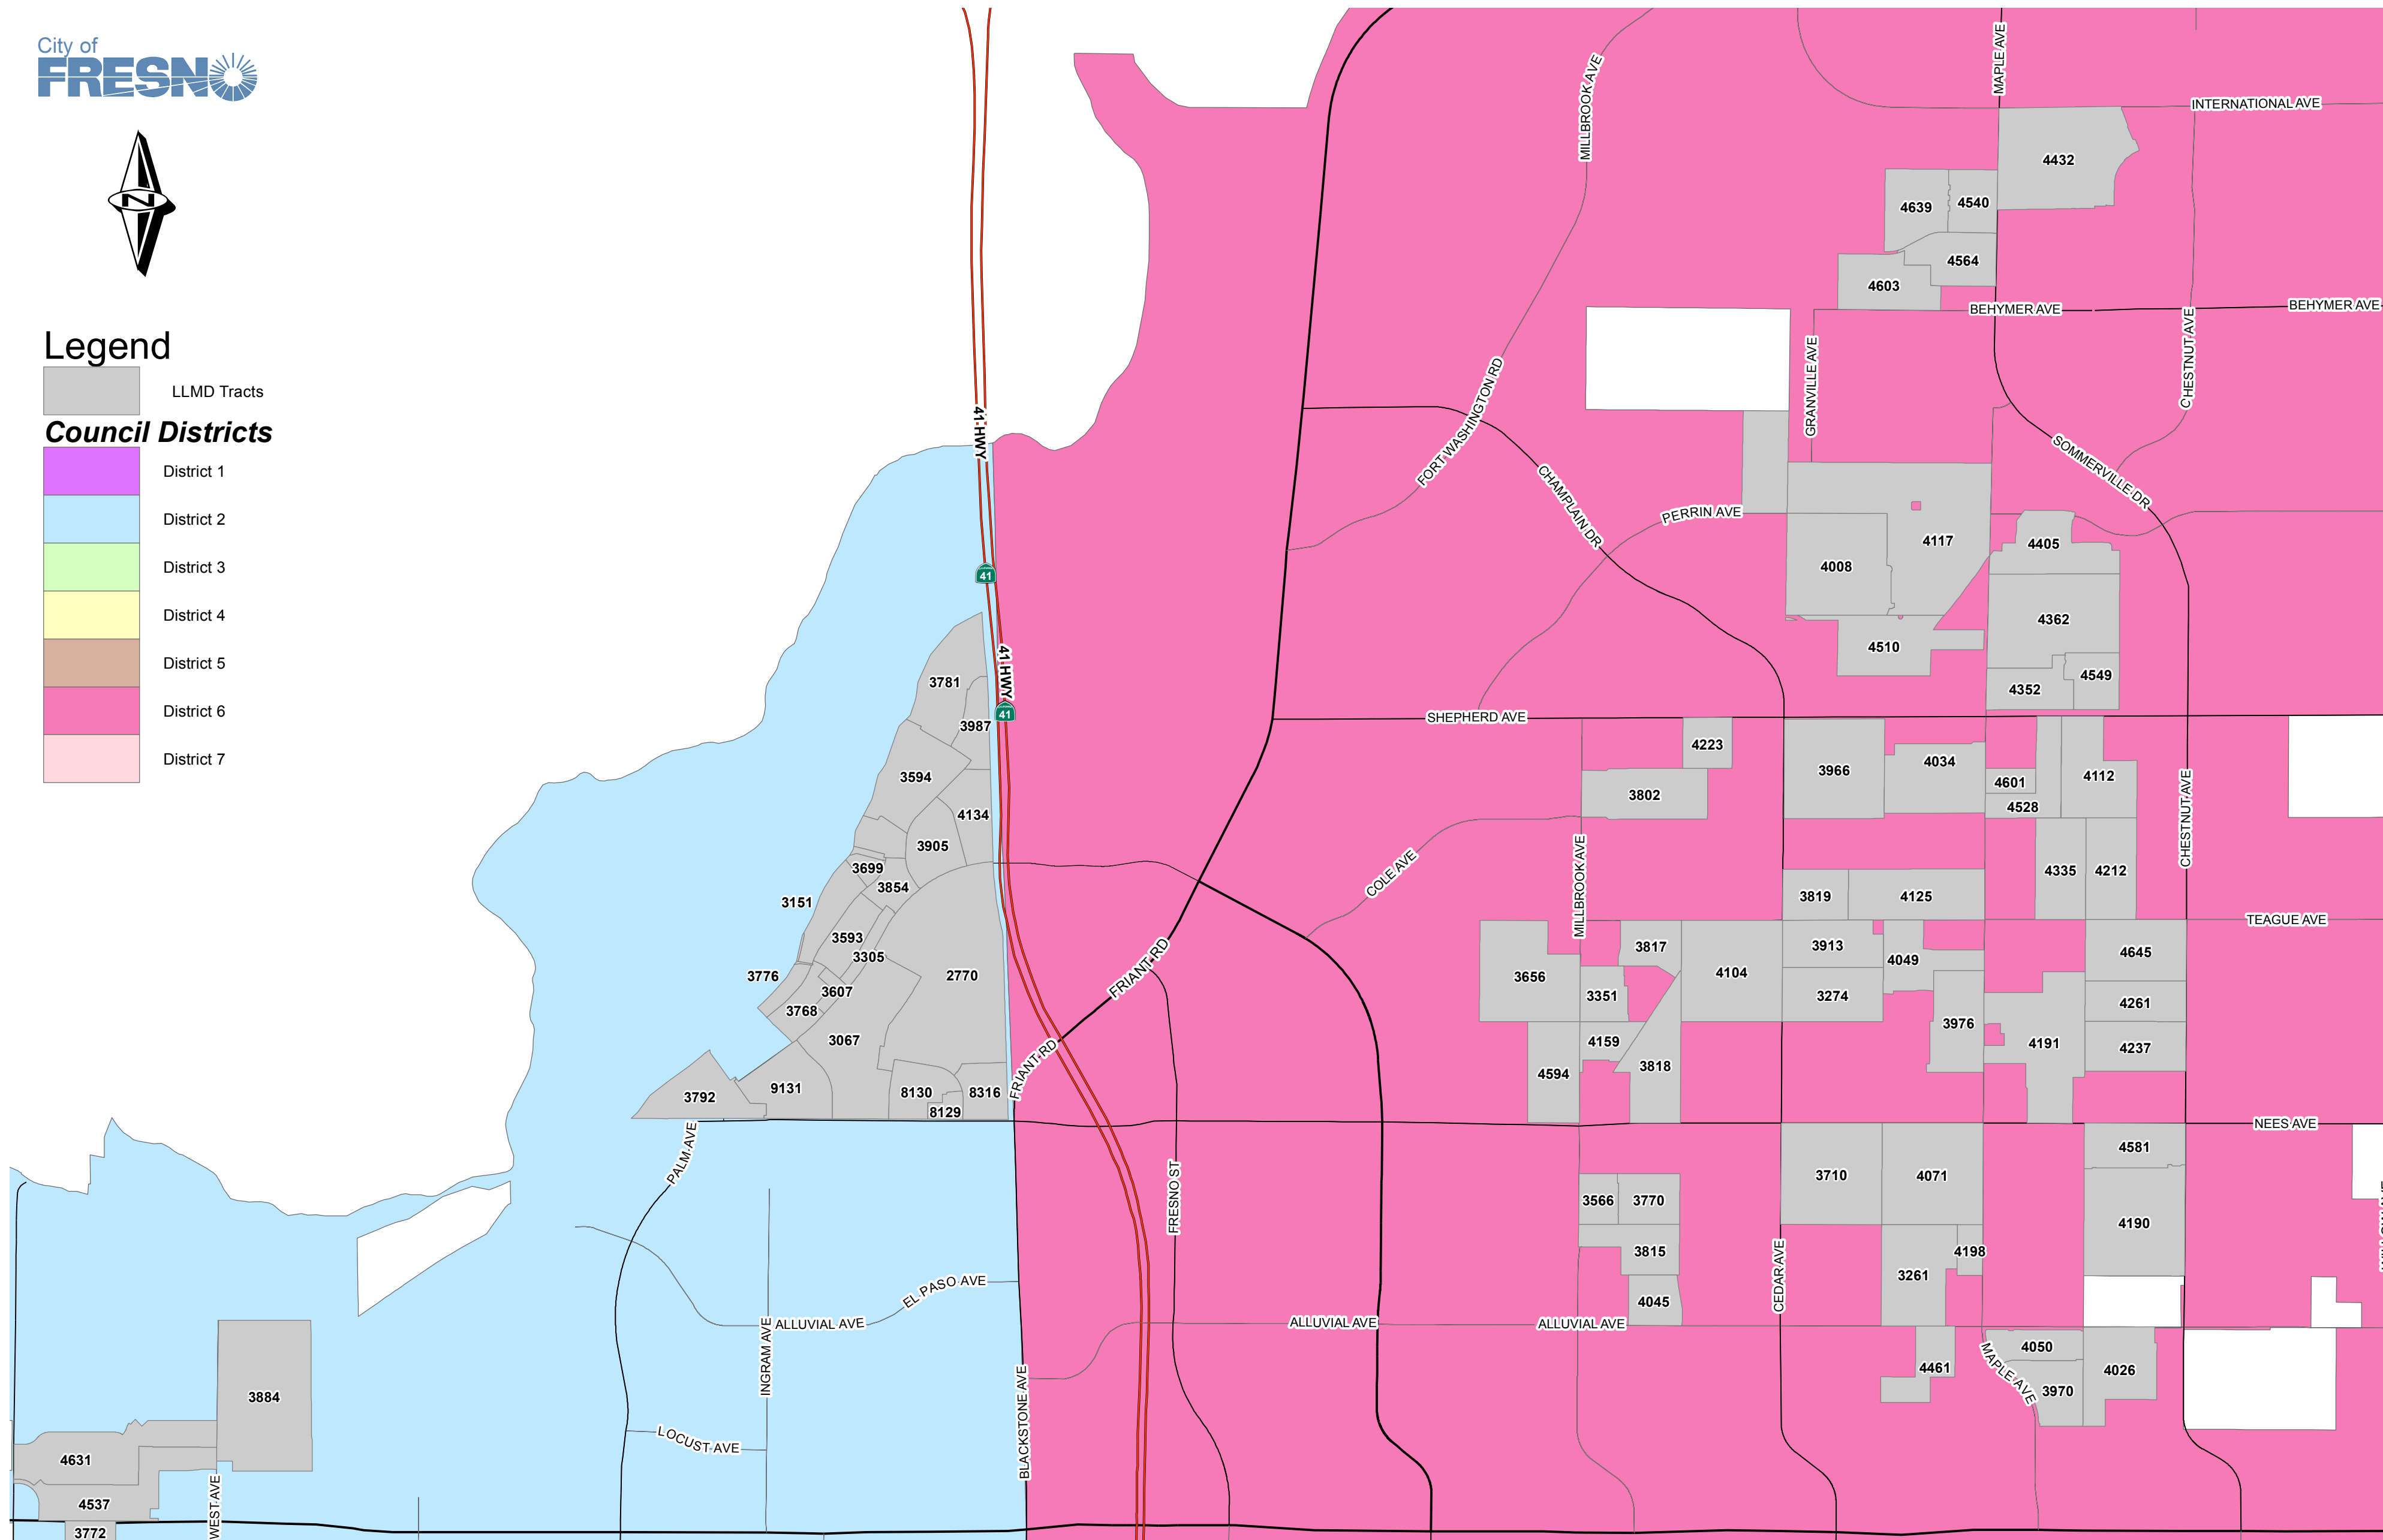 City of
FRESNO
N
Legend
LLMD Tracts
Council Districts
District 1
District 2
District 3
District 4
District 5
District 6
District 7
MAPLE AVE
INTERNATIONAL AVE
MILLBROOK AVE
4432
4639
4540
4564
4603
BEHYMER AVE
BEHYMER AVE
GRANVILLE AVE
CHESTNUT AVE
41 HWY
FORT WASHINGTON RD
CHAMPLAIN DR
SOMMERVILLE DR
PERRIN AVE
4117
4405
4008
41
4362
4510
4549
4352
41 HWY
3781
41
3987
SHEPHERD AVE
4223
3966
4034
4601
4112
4528
3802
3594
4134
3905
3699
3854
3151
COLE AVE
MILLBROOK AVE
CHESTNUT AVE
4335
4212
3819
4125
TEAGUE AVE
3593
3305
3776
2770
3607
3768
3067
FRIANT RD
FRIANT RD
3656
3817
4104
3913
4049
4645
3351
3274
4261
3976
4159
4191
4237
4594
3818
3792
9131
8130
8129
8316
NEES AVE
PALM AVE
FRESNO ST
3710
4071
4581
3566
3770
4190
3815
4198
3261
4045
CEDAR AVE
EL PASO AVE
ALLUVIAL AVE
ALLUVIAL AVE
ALLUVIAL AVE
INGRAM AVE
BLACKSTONE AVE
4461
4050
4026
MAPLE AVE
3970
3884
LOCUST AVE
4631
4537
WEST AVE
3772